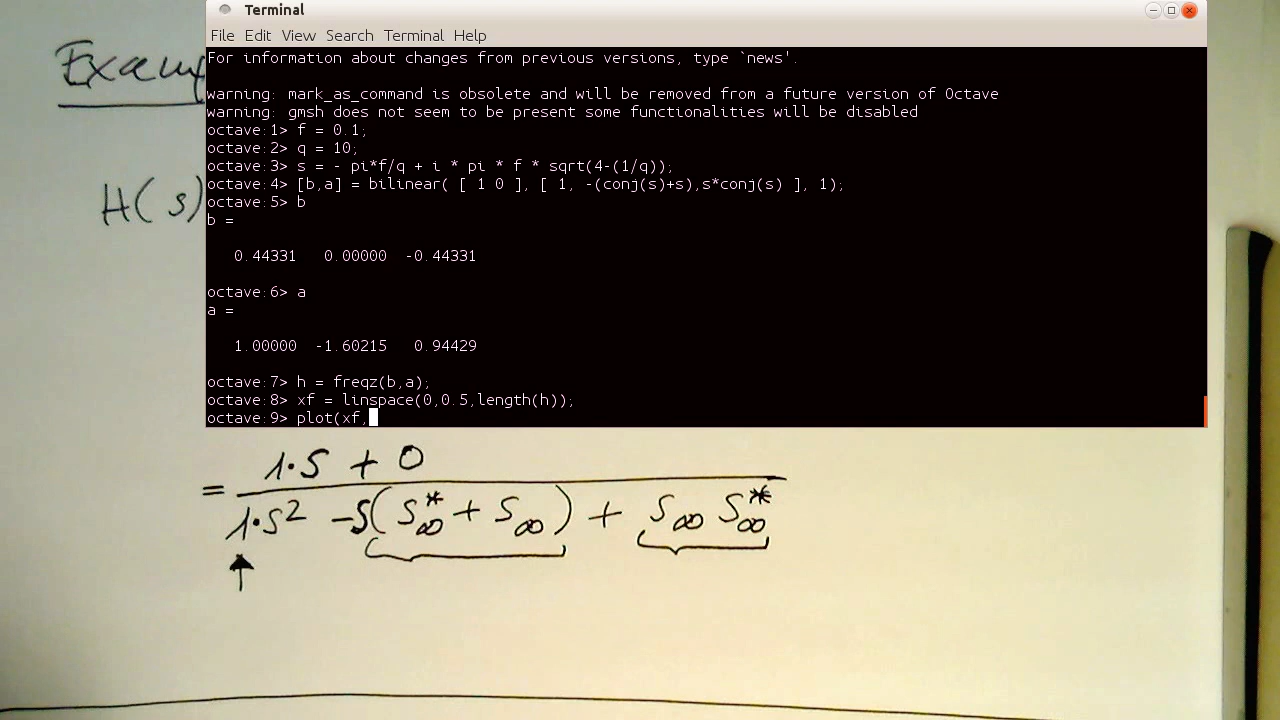 Terminal
File Edit View Search Terminal Help
For information about changes from previous versions, type `news'.
warning: mark_as_command is obsolete and will be removed from a future version of Octave
warning: gmsh does not seem to be present some functionalities will be disabled
octave:1> f = 0.1;
octave:2> q = 10;
octave:3> s = - pi*f/q + i * pi * f * sqrt(4-(1/q));
octave:4> [b,a] = bilinear( [ 1 0 ], [ 1, -(conj(s)+s),s*conj(s) ], 1);
octave:5> b
b =
0.44331 0.00000 -0.44331
octave:6> a
a =
1.00000 -1.60215 0.94429
octave:7> h = freqz(b,a);
octave:8> xf = linspace(0,0.5,length(h));
octave:9> plot(xf,
Exam
H(s)
= 1·s + 0
1·s² -s(s∞* + s∞) + s∞ s∞*